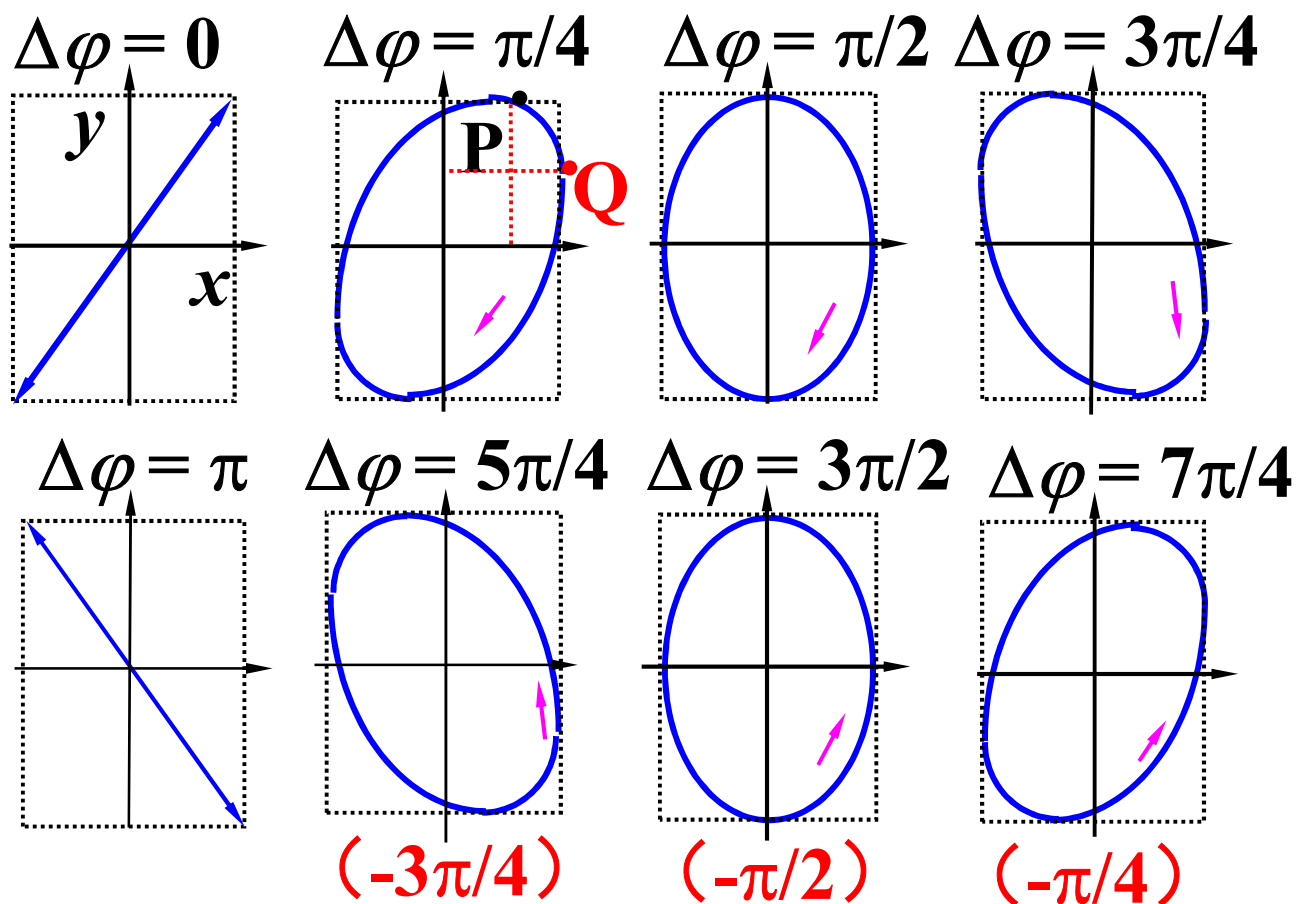 Δφ = 0
Δφ = π/4
Δφ = π/2
Δφ = 3π/4
y
P
Q
x
Δφ = π
Δφ = 5π/4
Δφ = 3π/2
Δφ = 7π/4
(-3π/4)
(-π/2)
(-π/4)